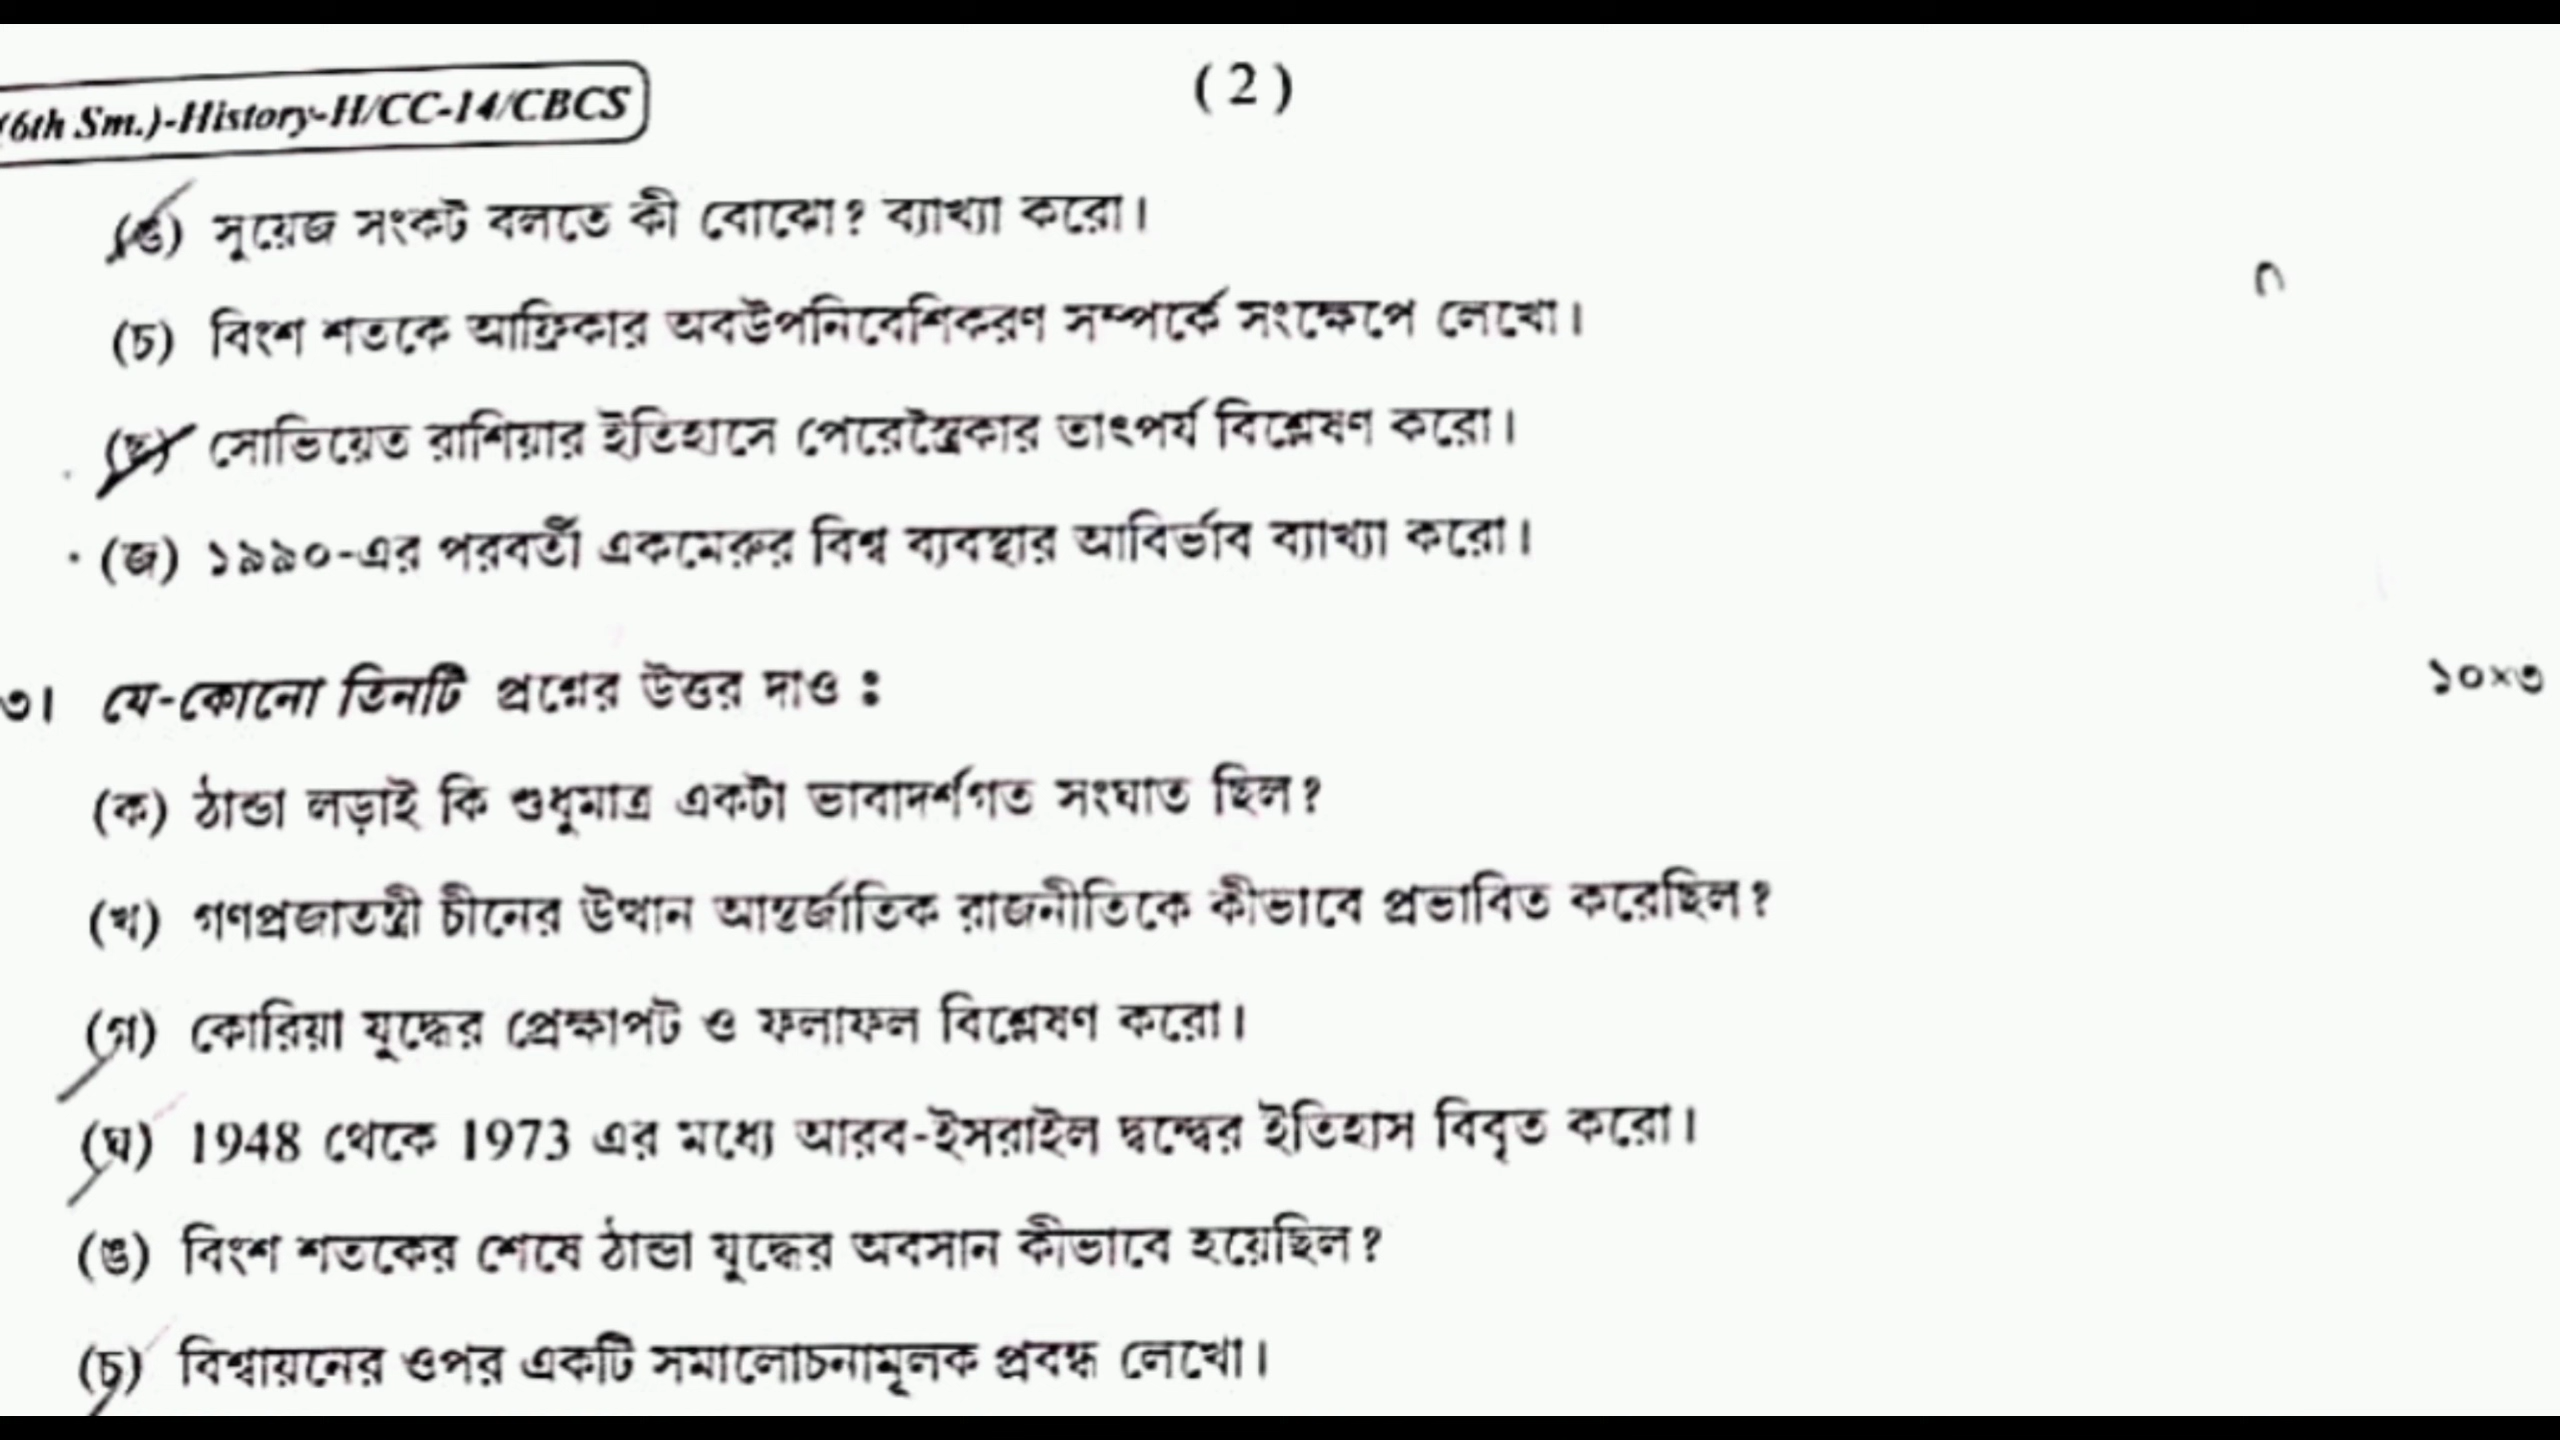 (6th Sm.)-History-H/CC-14/CBCS
( 2 )
(ঙ) সুয়েজ সংকট বলতে কী বোঝো? ব্যাখ্যা করো।
(চ) বিংশ শতকে আফ্রিকার অবউপনিবেশিকরণ সম্পর্কে সংক্ষেপে লেখো।
(ছ) সোভিয়েত রাশিয়ার ইতিহাসে পেরেস্ত্রৈকার তাৎপর্য বিশ্লেষণ করো।
(জ) ১৯৯০-এর পরবর্তী একমেরুর বিশ্ব ব্যবস্থার আবির্ভাব ব্যাখ্যা করো।
৩। যে-কোনো তিনটি প্রশ্নের উত্তর দাও : ১০×৩
(ক) ঠান্ডা লড়াই কি শুধুমাত্র একটা ভাবাদর্শগত সংঘাত ছিল?
(খ) গণপ্রজাতন্ত্রী চীনের উত্থান আন্তর্জাতিক রাজনীতিকে কীভাবে প্রভাবিত করেছিল?
(গ) কোরিয়া যুদ্ধের প্রেক্ষাপট ও ফলাফল বিশ্লেষণ করো।
(ঘ) 1948 থেকে 1973 এর মধ্যে আরব-ইসরাইল দ্বন্দ্বের ইতিহাস বিবৃত করো।
(ঙ) বিংশ শতকের শেষে ঠান্ডা যুদ্ধের অবসান কীভাবে হয়েছিল?
(চ) বিশ্বায়নের ওপর একটি সমালোচনামূলক প্রবন্ধ লেখো।